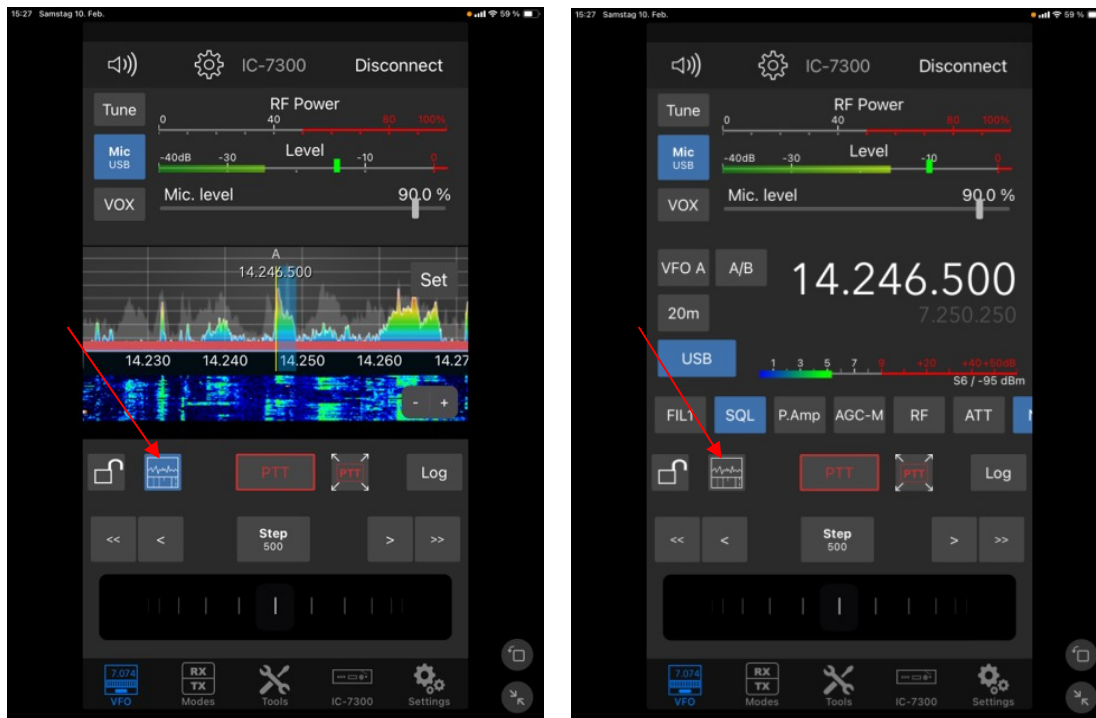 15:27 Samstag 10. Feb.
59 %
IC-7300
Disconnect
Tune
RF Power
0 40 80 100%
Mic
USB
Level
-40dB -30 -10 0
VOX
Mic. level
90.0 %
A
14.246.500
Set
14.230 14.240 14.250 14.260 14.27
- +
PTT
PTT
Log
<< <
Step
500
> >>
7.074
VFO
RX
TX
Modes
Tools
IC-7300
Settings
15:27 Samstag 10. Feb.
59 %
IC-7300
Disconnect
Tune
RF Power
0 40 80 100%
Mic
USB
Level
-40dB -30 -10 0
VOX
Mic. level
90.0 %
VFO A
A/B
14.246.500
20m
7.250.250
USB
1 3 5 7 9 +20 +40+60dB
S6 / -95 dBm
FIL1
SQL
P.Amp
AGC-M
RF
ATT
PTT
PTT
Log
<< <
Step
500
> >>
7.074
VFO
RX
TX
Modes
Tools
IC-7300
Settings